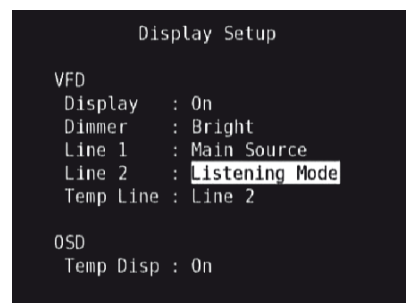 Display Setup
VFD
Display : On
Dimmer : Bright
Line 1 : Main Source
Line 2 : Listening Mode
Temp Line : Line 2
OSD
Temp Disp : On